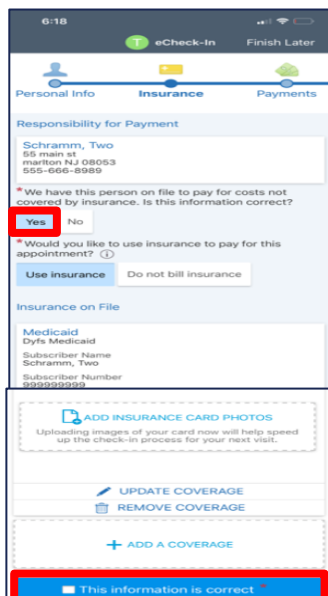 6:18
T eCheck-In Finish Later
Personal Info Insurance Payments
Responsibility for Payment
Schramm, Two
55 main st
marlton NJ 08053
555-666-8989
*We have this person on file to pay for costs not
covered by insurance. Is this information correct?
Yes No
*Would you like to use insurance to pay for this
appointment? i
Use insurance Do not bill insurance
Insurance on File
Medicaid
Dyfs Medicaid
Subscriber Name
Schramm, Two
Subscriber Number
999999999
ADD INSURANCE CARD PHOTOS
Uploading images of your card now will help speed
up the check-in process for your next visit.
UPDATE COVERAGE
REMOVE COVERAGE
+ ADD A COVERAGE
This information is correct *